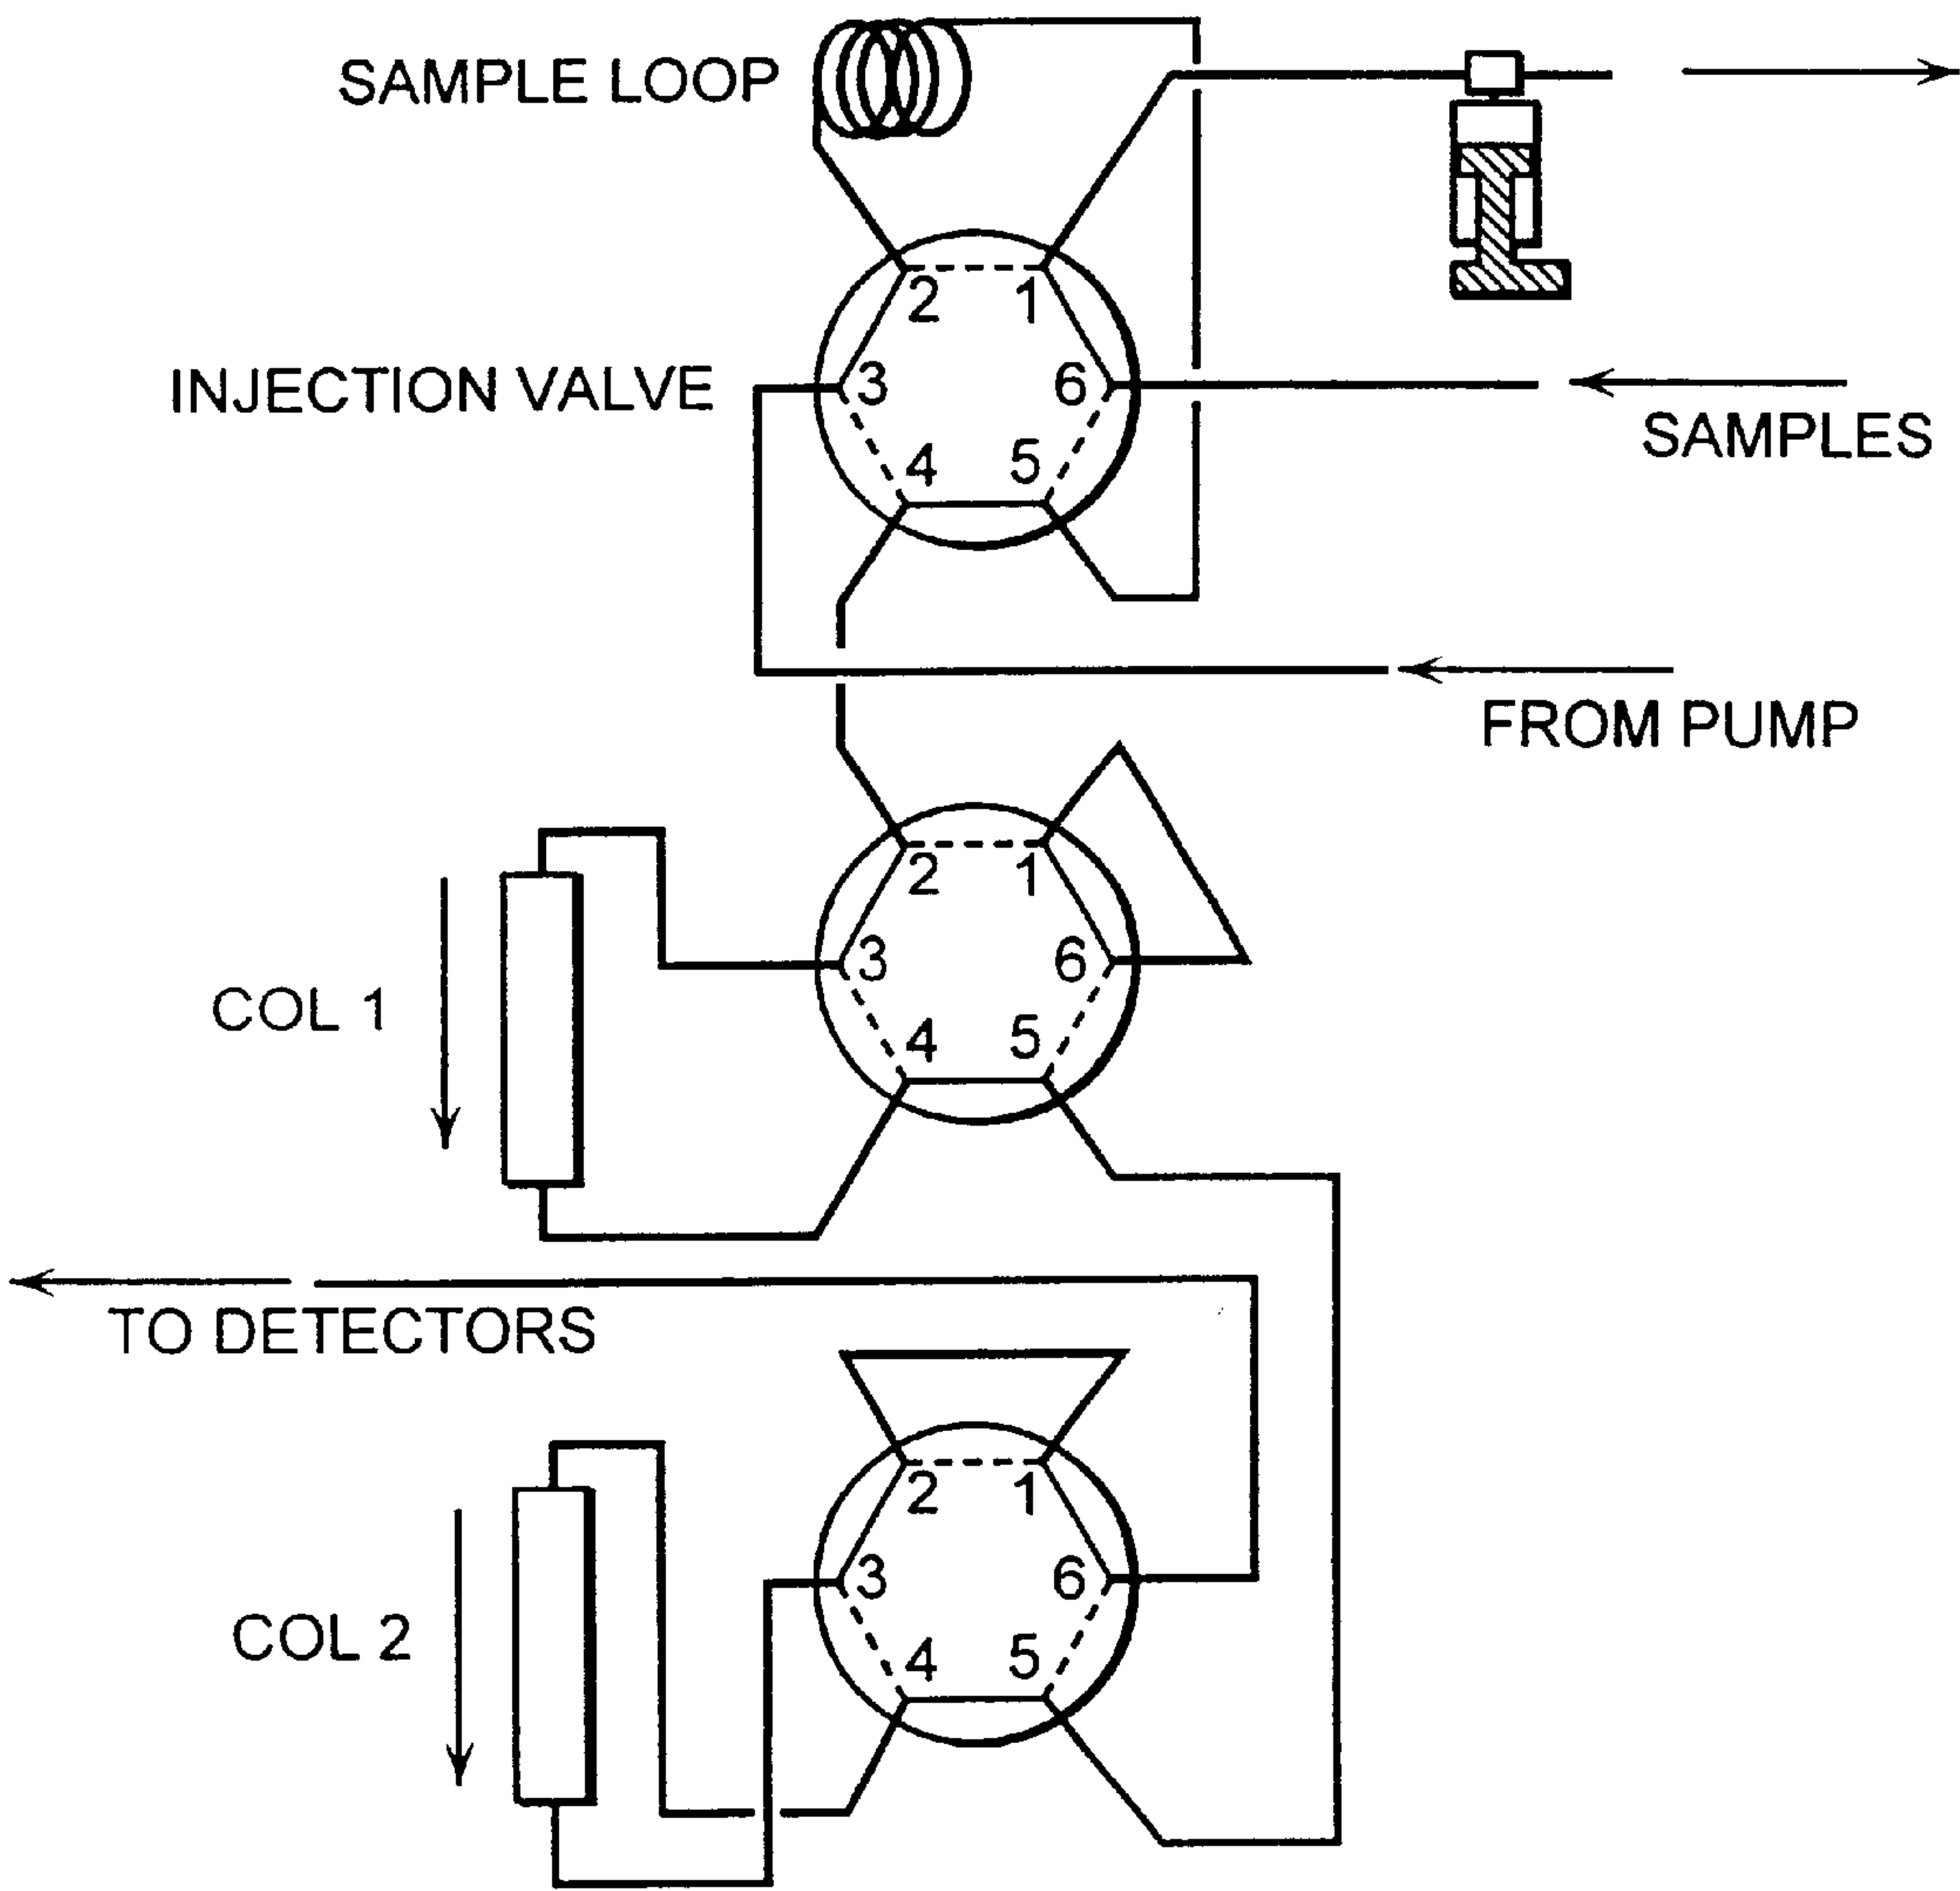 SAMPLE LOOP
2 1
INJECTION VALVE
3 6
SAMPLES
4 5
FROM PUMP
2 1
3 6
COL 1
4 5
TO DETECTORS
2 1
3 6
COL 2
4 5